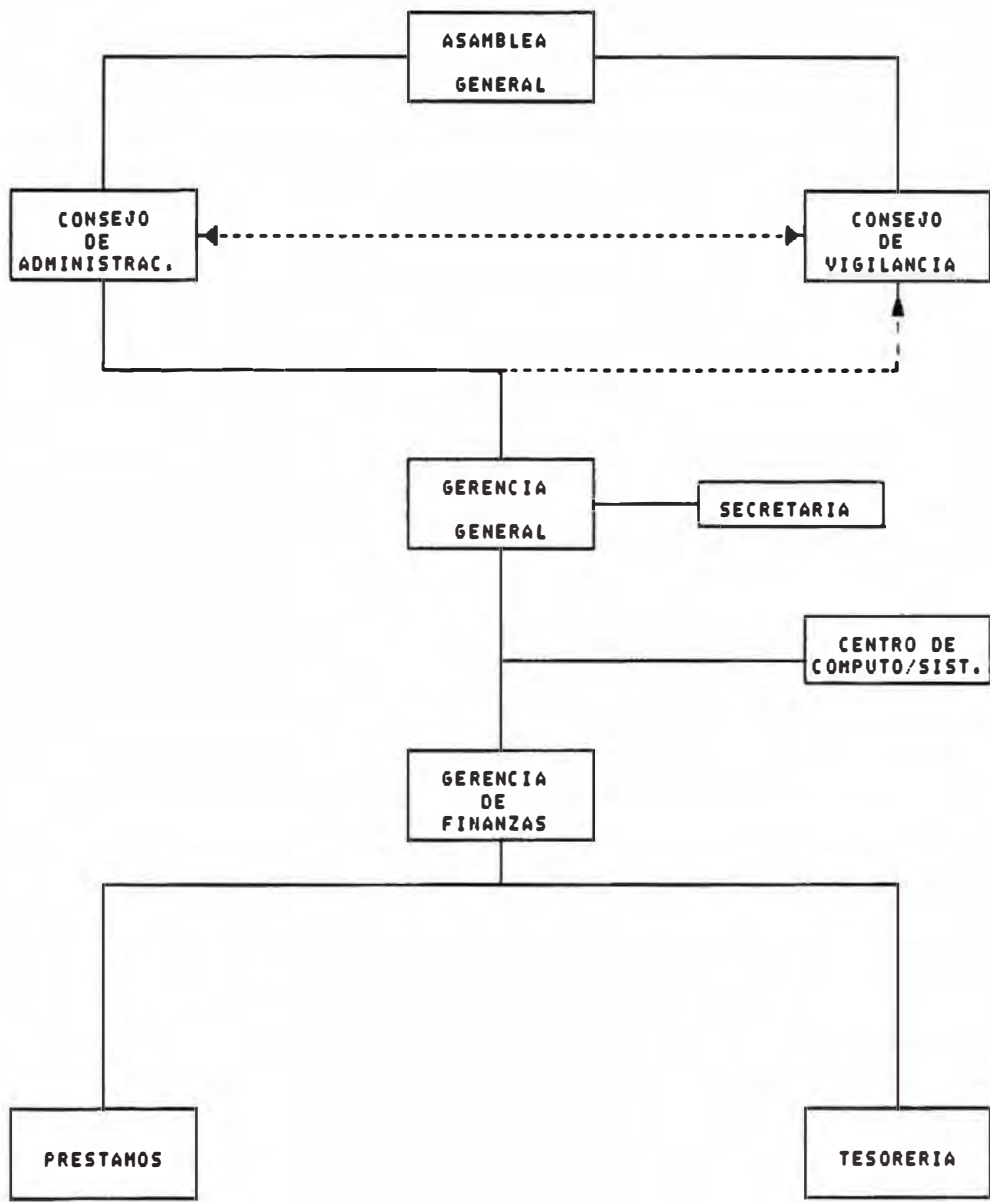 ASAMBLEA
GENERAL
CONSEJO
DE
ADMINISTRAC.
CONSEJO
DE
VIGILANCIA
GERENCIA
GENERAL
SECRETARIA
CENTRO DE
COMPUTO/SIST.
GERENCIA
DE
FINANZAS
PRESTAMOS
TESORERIA